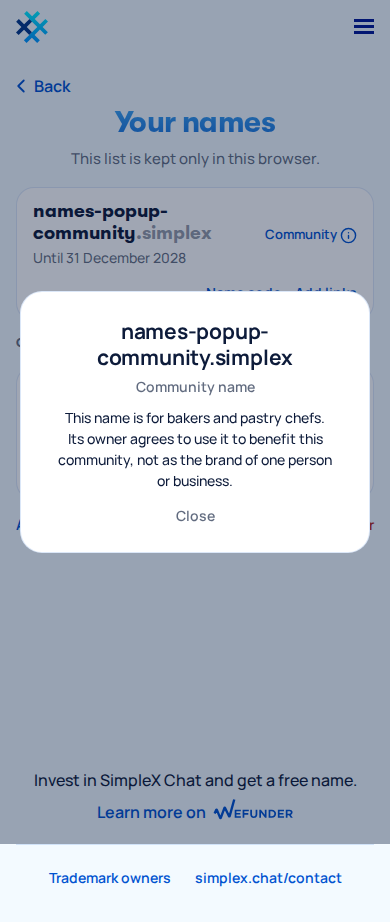 Back
Your names
This list is kept only in this browser.
names-popup-
community.simplex
Community
Until 31 December 2028
names-popup-
community.simplex
Community name
This name is for bakers and pastry chefs.
Its owner agrees to use it to benefit this
community, not as the brand of one person
or business.
Close
Invest in SimpleX Chat and get a free name.
Learn more on WEFUNDER
Trademark owners simplex.chat/contact